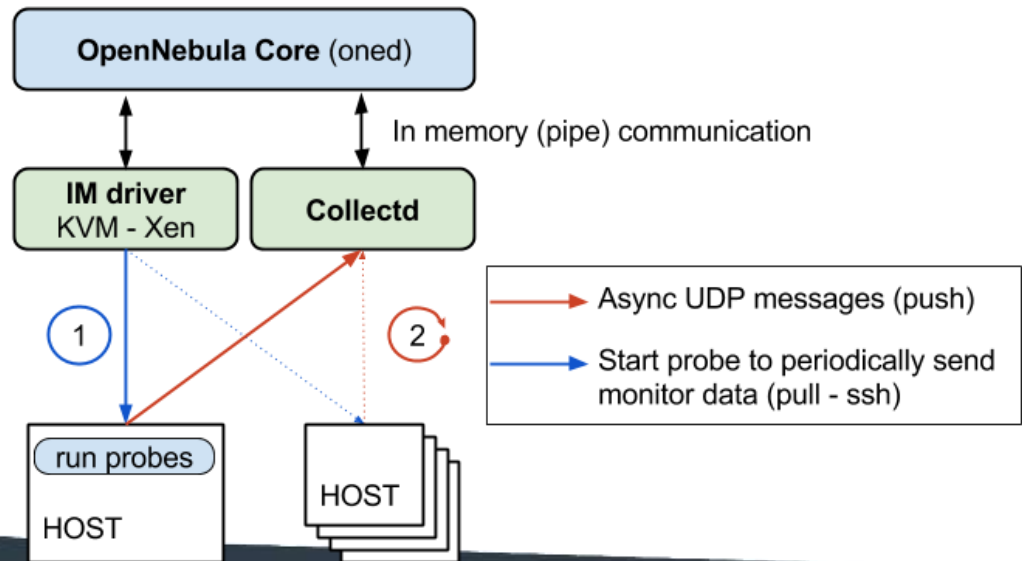 OpenNebula Core (oned)
In memory (pipe) communication
IM driver
KVM - Xen
Collectd
1
2
Async UDP messages (push)
Start probe to periodically send
monitor data (pull - ssh)
run probes
HOST
HOST